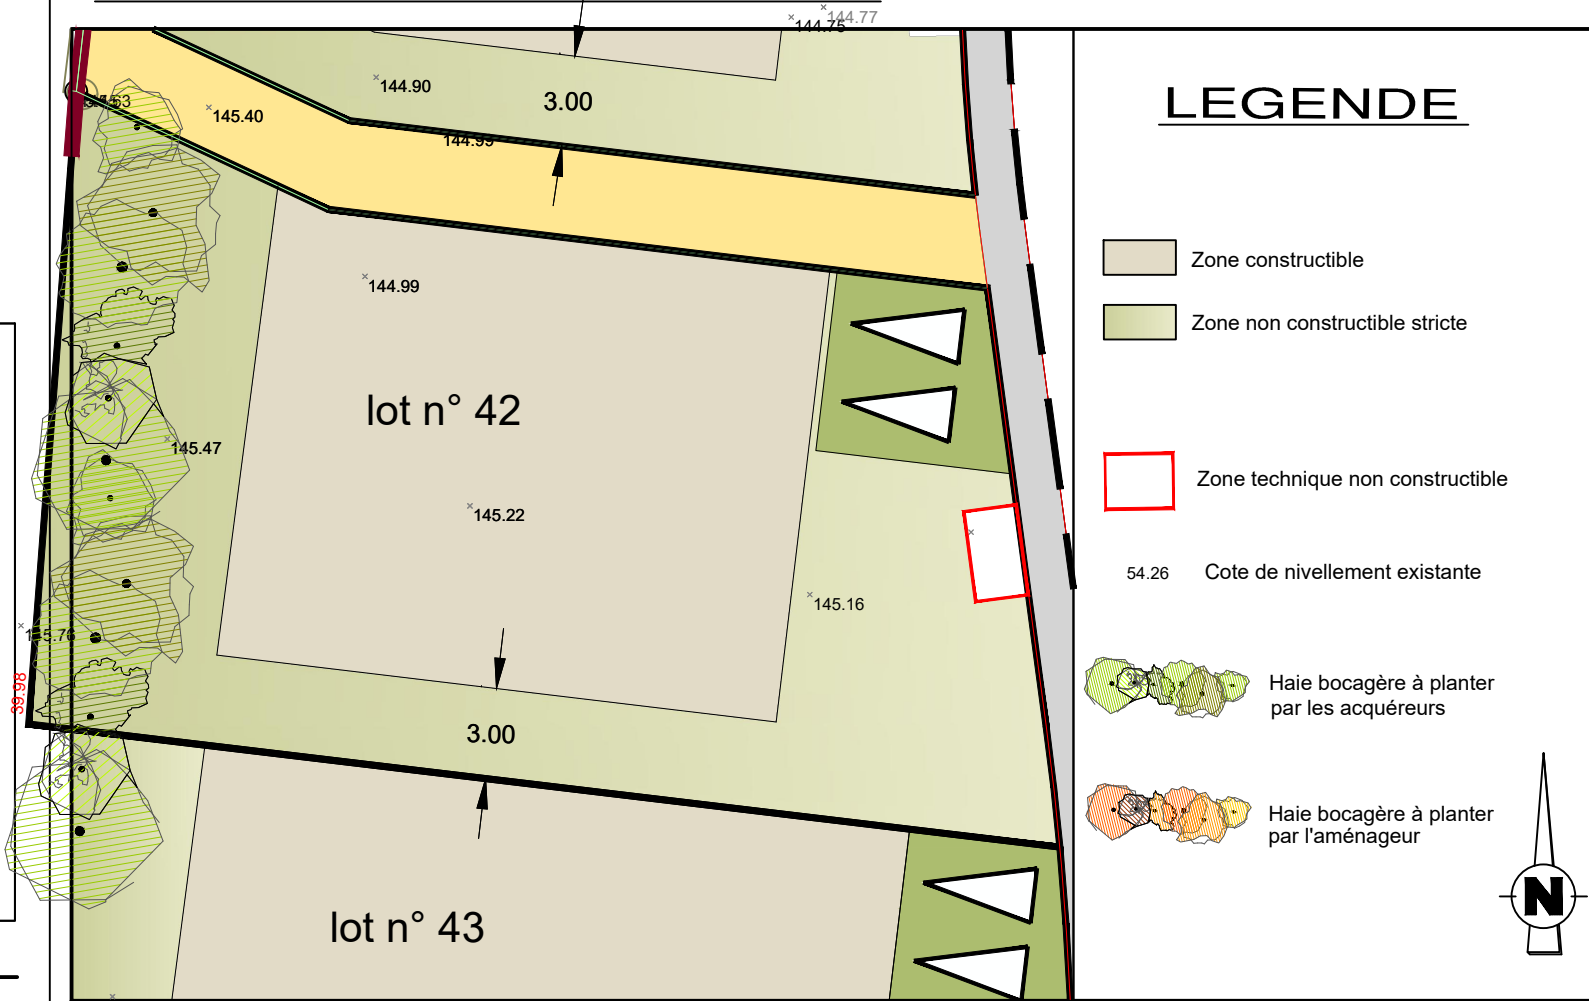 144.77
144.75
144.90
3.00
145.40
144.99
144.99
lot n° 42
145.47
145.22
145.16
39.98
3.00
lot n° 43
LEGENDE
Zone constructible
Zone non constructible stricte
Zone technique non constructible
54.26 Cote de nivellement existante
Haie bocagère à planter
par les acquéreurs
Haie bocagère à planter
par l'aménageur
N